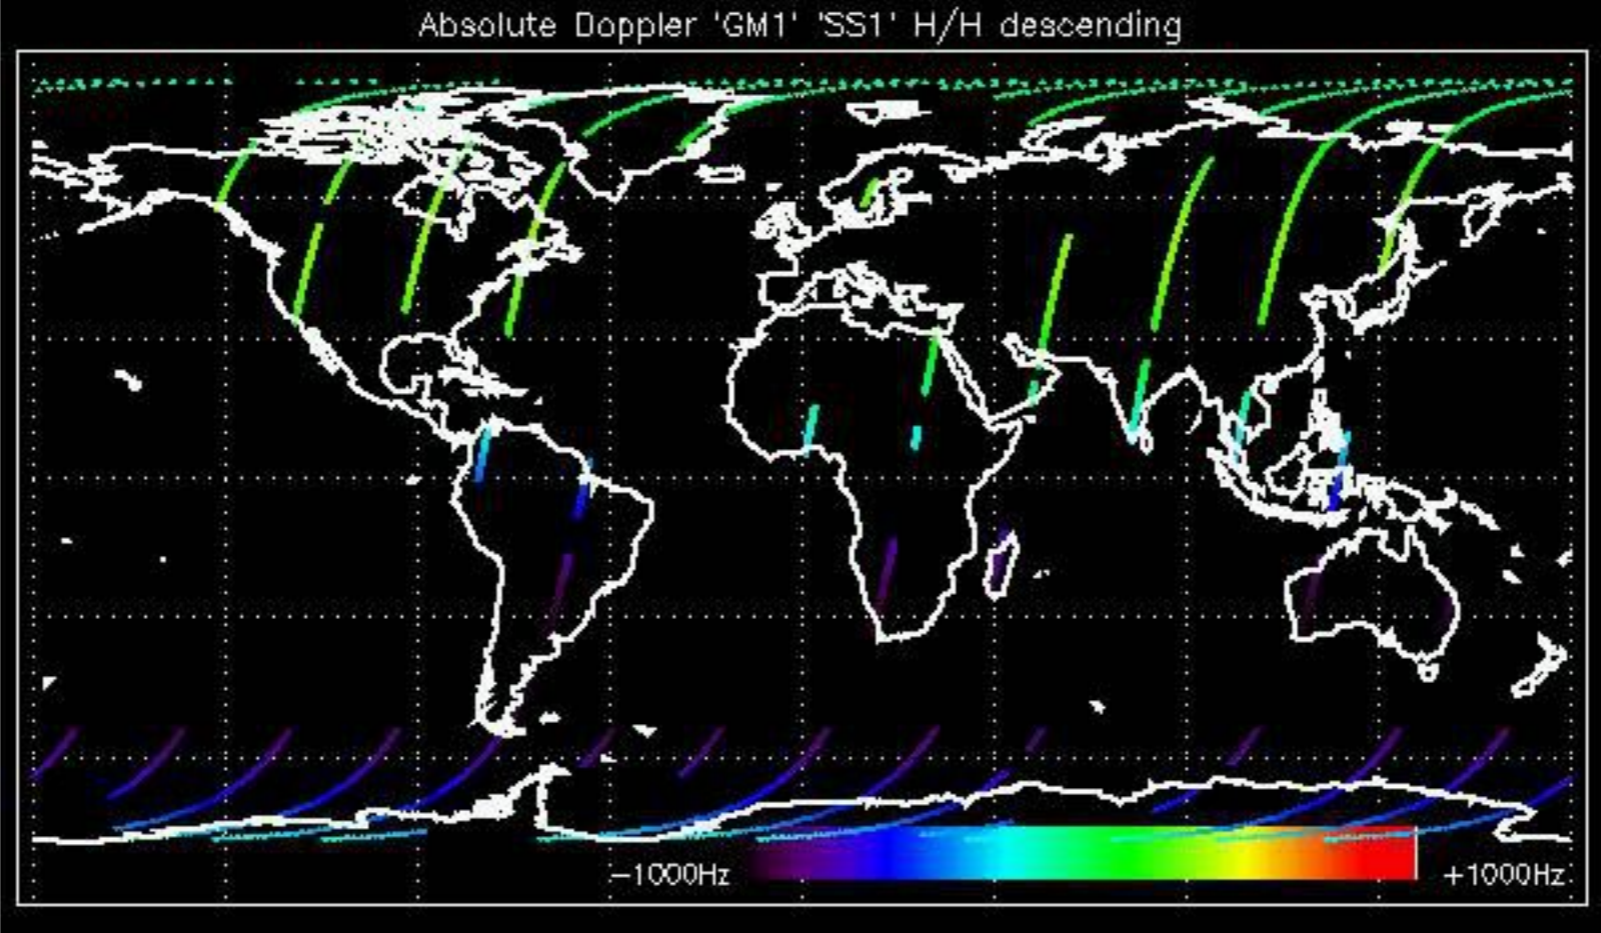 Absolute Doppler 'GM1' 'SS1' H/H descending
−1000Hz +1000Hz